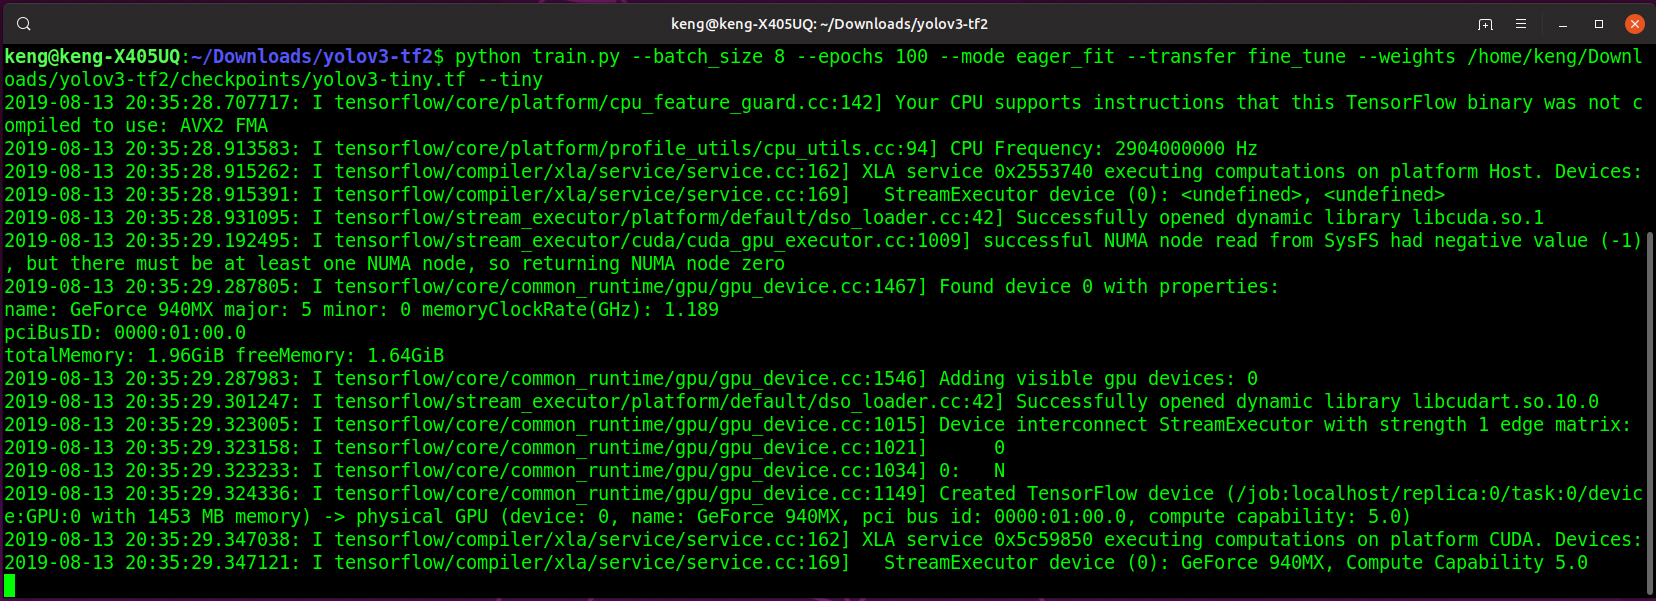 keng@keng-X405UQ: ~/Downloads/yolov3-tf2
keng@keng-X405UQ:~/Downloads/yolov3-tf2$ python train.py --batch_size 8 --epochs 100 --mode eager_fit --transfer fine_tune --weights /home/keng/Downl
oads/yolov3-tf2/checkpoints/yolov3-tiny.tf --tiny
2019-08-13 20:35:28.707717: I tensorflow/core/platform/cpu_feature_guard.cc:142] Your CPU supports instructions that this TensorFlow binary was not c
ompiled to use: AVX2 FMA
2019-08-13 20:35:28.913583: I tensorflow/core/platform/profile_utils/cpu_utils.cc:94] CPU Frequency: 2904000000 Hz
2019-08-13 20:35:28.915262: I tensorflow/compiler/xla/service/service.cc:162] XLA service 0x2553740 executing computations on platform Host. Devices:
2019-08-13 20:35:28.915391: I tensorflow/compiler/xla/service/service.cc:169]   StreamExecutor device (0): <undefined>, <undefined>
2019-08-13 20:35:28.931095: I tensorflow/stream_executor/platform/default/dso_loader.cc:42] Successfully opened dynamic library libcuda.so.1
2019-08-13 20:35:29.192495: I tensorflow/stream_executor/cuda/cuda_gpu_executor.cc:1009] successful NUMA node read from SysFS had negative value (-1)
, but there must be at least one NUMA node, so returning NUMA node zero
2019-08-13 20:35:29.287805: I tensorflow/core/common_runtime/gpu/gpu_device.cc:1467] Found device 0 with properties:
name: GeForce 940MX major: 5 minor: 0 memoryClockRate(GHz): 1.189
pciBusID: 0000:01:00.0
totalMemory: 1.96GiB freeMemory: 1.64GiB
2019-08-13 20:35:29.287983: I tensorflow/core/common_runtime/gpu/gpu_device.cc:1546] Adding visible gpu devices: 0
2019-08-13 20:35:29.301247: I tensorflow/stream_executor/platform/default/dso_loader.cc:42] Successfully opened dynamic library libcudart.so.10.0
2019-08-13 20:35:29.323005: I tensorflow/core/common_runtime/gpu/gpu_device.cc:1015] Device interconnect StreamExecutor with strength 1 edge matrix:
2019-08-13 20:35:29.323158: I tensorflow/core/common_runtime/gpu/gpu_device.cc:1021]      0
2019-08-13 20:35:29.323233: I tensorflow/core/common_runtime/gpu/gpu_device.cc:1034] 0:   N
2019-08-13 20:35:29.324336: I tensorflow/core/common_runtime/gpu/gpu_device.cc:1149] Created TensorFlow device (/job:localhost/replica:0/task:0/devic
e:GPU:0 with 1453 MB memory) -> physical GPU (device: 0, name: GeForce 940MX, pci bus id: 0000:01:00.0, compute capability: 5.0)
2019-08-13 20:35:29.347038: I tensorflow/compiler/xla/service/service.cc:162] XLA service 0x5c59850 executing computations on platform CUDA. Devices:
2019-08-13 20:35:29.347121: I tensorflow/compiler/xla/service/service.cc:169]   StreamExecutor device (0): GeForce 940MX, Compute Capability 5.0